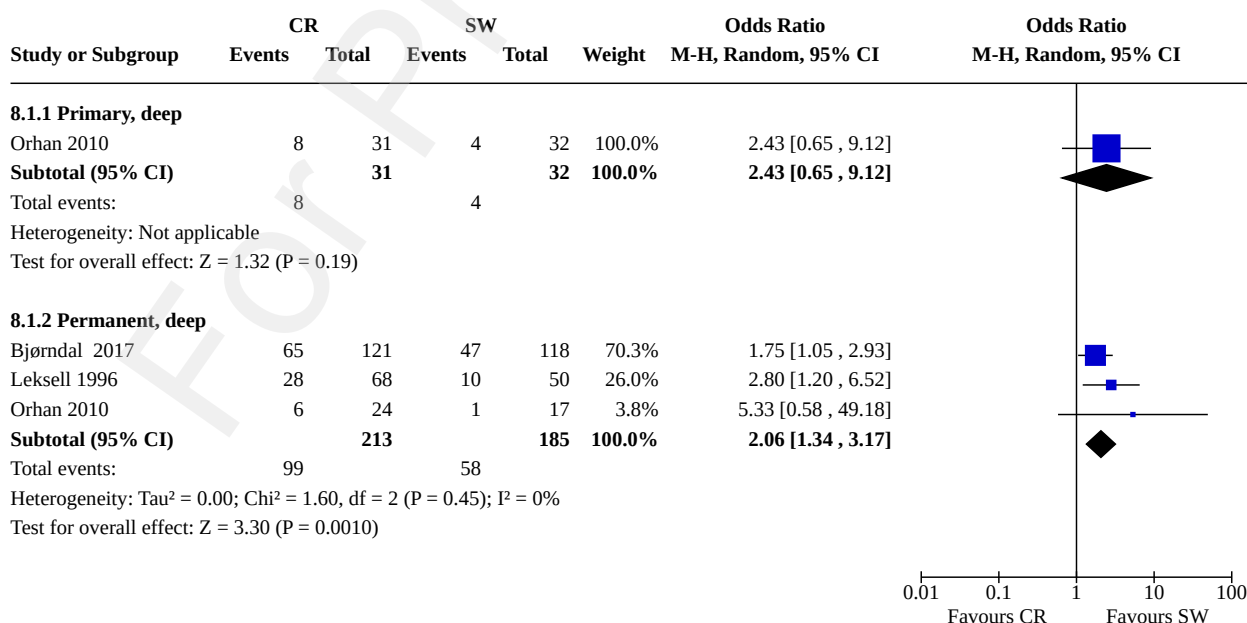 CR SW Odds Ratio Odds Ratio
Study or Subgroup Events Total Events Total Weight M-H, Random, 95% CI M-H, Random, 95% CI
8.1.1 Primary, deep
Orhan 2010 8 31 4 32 100.0% 2.43 [0.65 , 9.12]
Subtotal (95% CI) 31 32 100.0% 2.43 [0.65 , 9.12]
Total events: 8 4
Heterogeneity: Not applicable
Test for overall effect: Z = 1.32 (P = 0.19)
8.1.2 Permanent, deep
Bjørndal 2017 65 121 47 118 70.3% 1.75 [1.05 , 2.93]
Leksell 1996 28 68 10 50 26.0% 2.80 [1.20 , 6.52]
Orhan 2010 6 24 1 17 3.8% 5.33 [0.58 , 49.18]
Subtotal (95% CI) 213 185 100.0% 2.06 [1.34 , 3.17]
Total events: 99 58
Heterogeneity: Tau² = 0.00; Chi² = 1.60, df = 2 (P = 0.45); I² = 0%
Test for overall effect: Z = 3.30 (P = 0.0010)
0.01 0.1 1 10 100
Favours CR Favours SW
For Pr